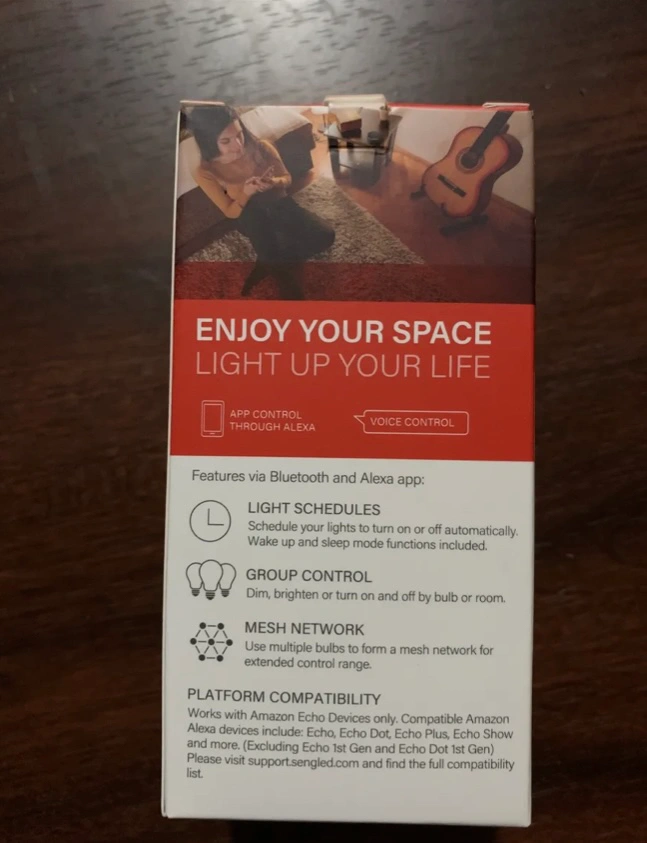 ENJOY YOUR SPACE
LIGHT UP YOUR LIFE
APP CONTROL
THROUGH ALEXA
VOICE CONTROL
Features via Bluetooth and Alexa app:
LIGHT SCHEDULES
Schedule your lights to turn on or off automatically.
Wake up and sleep mode functions included.
GROUP CONTROL
Dim, brighten or turn on and off by bulb or room.
MESH NETWORK
Use multiple bulbs to form a mesh network for
extended control range.
PLATFORM COMPATIBILITY
Works with Amazon Echo Devices only. Compatible Amazon
Alexa devices include: Echo, Echo Dot, Echo Plus, Echo Show
and more. (Excluding Echo 1st Gen and Echo Dot 1st Gen)
Please visit support.sengled.com and find the full compatibility
list.